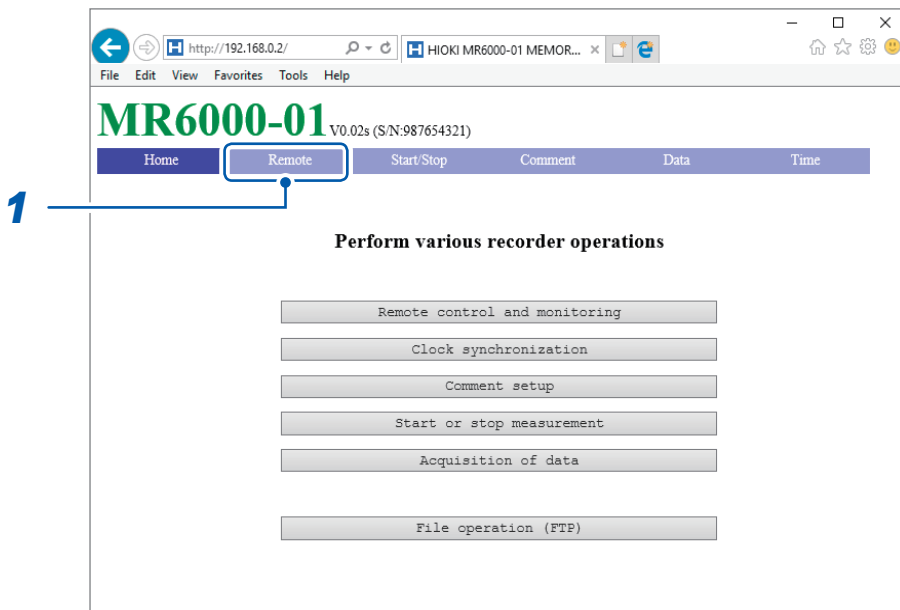 http://192.168.0.2/
HIOKI MR6000-01 MEMOR...
File Edit View Favorites Tools Help
MR6000-01 V0.02s (S/N:987654321)
Home Remote Start/Stop Comment Data Time
1
Perform various recorder operations
Remote control and monitoring
Clock synchronization
Comment setup
Start or stop measurement
Acquisition of data
File operation (FTP)